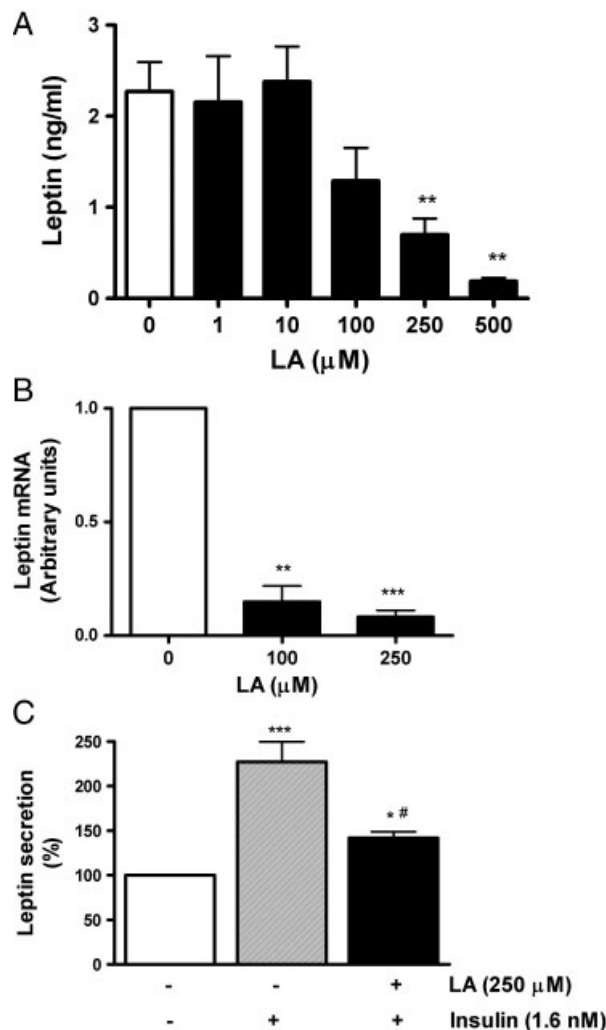 A
Leptin (ng/ml)
3
2
1
0
** **
0 1 10 100 250 500
LA (μM)
B
Leptin mRNA
(Arbitrary units)
1.0
0.5
0.0
** ***
0 100 250
LA (μM)
C
Leptin secretion
(%)
250
200
150
100
50
0
*** * #
- - + LA (250 μM)
- + + Insulin (1.6 nM)